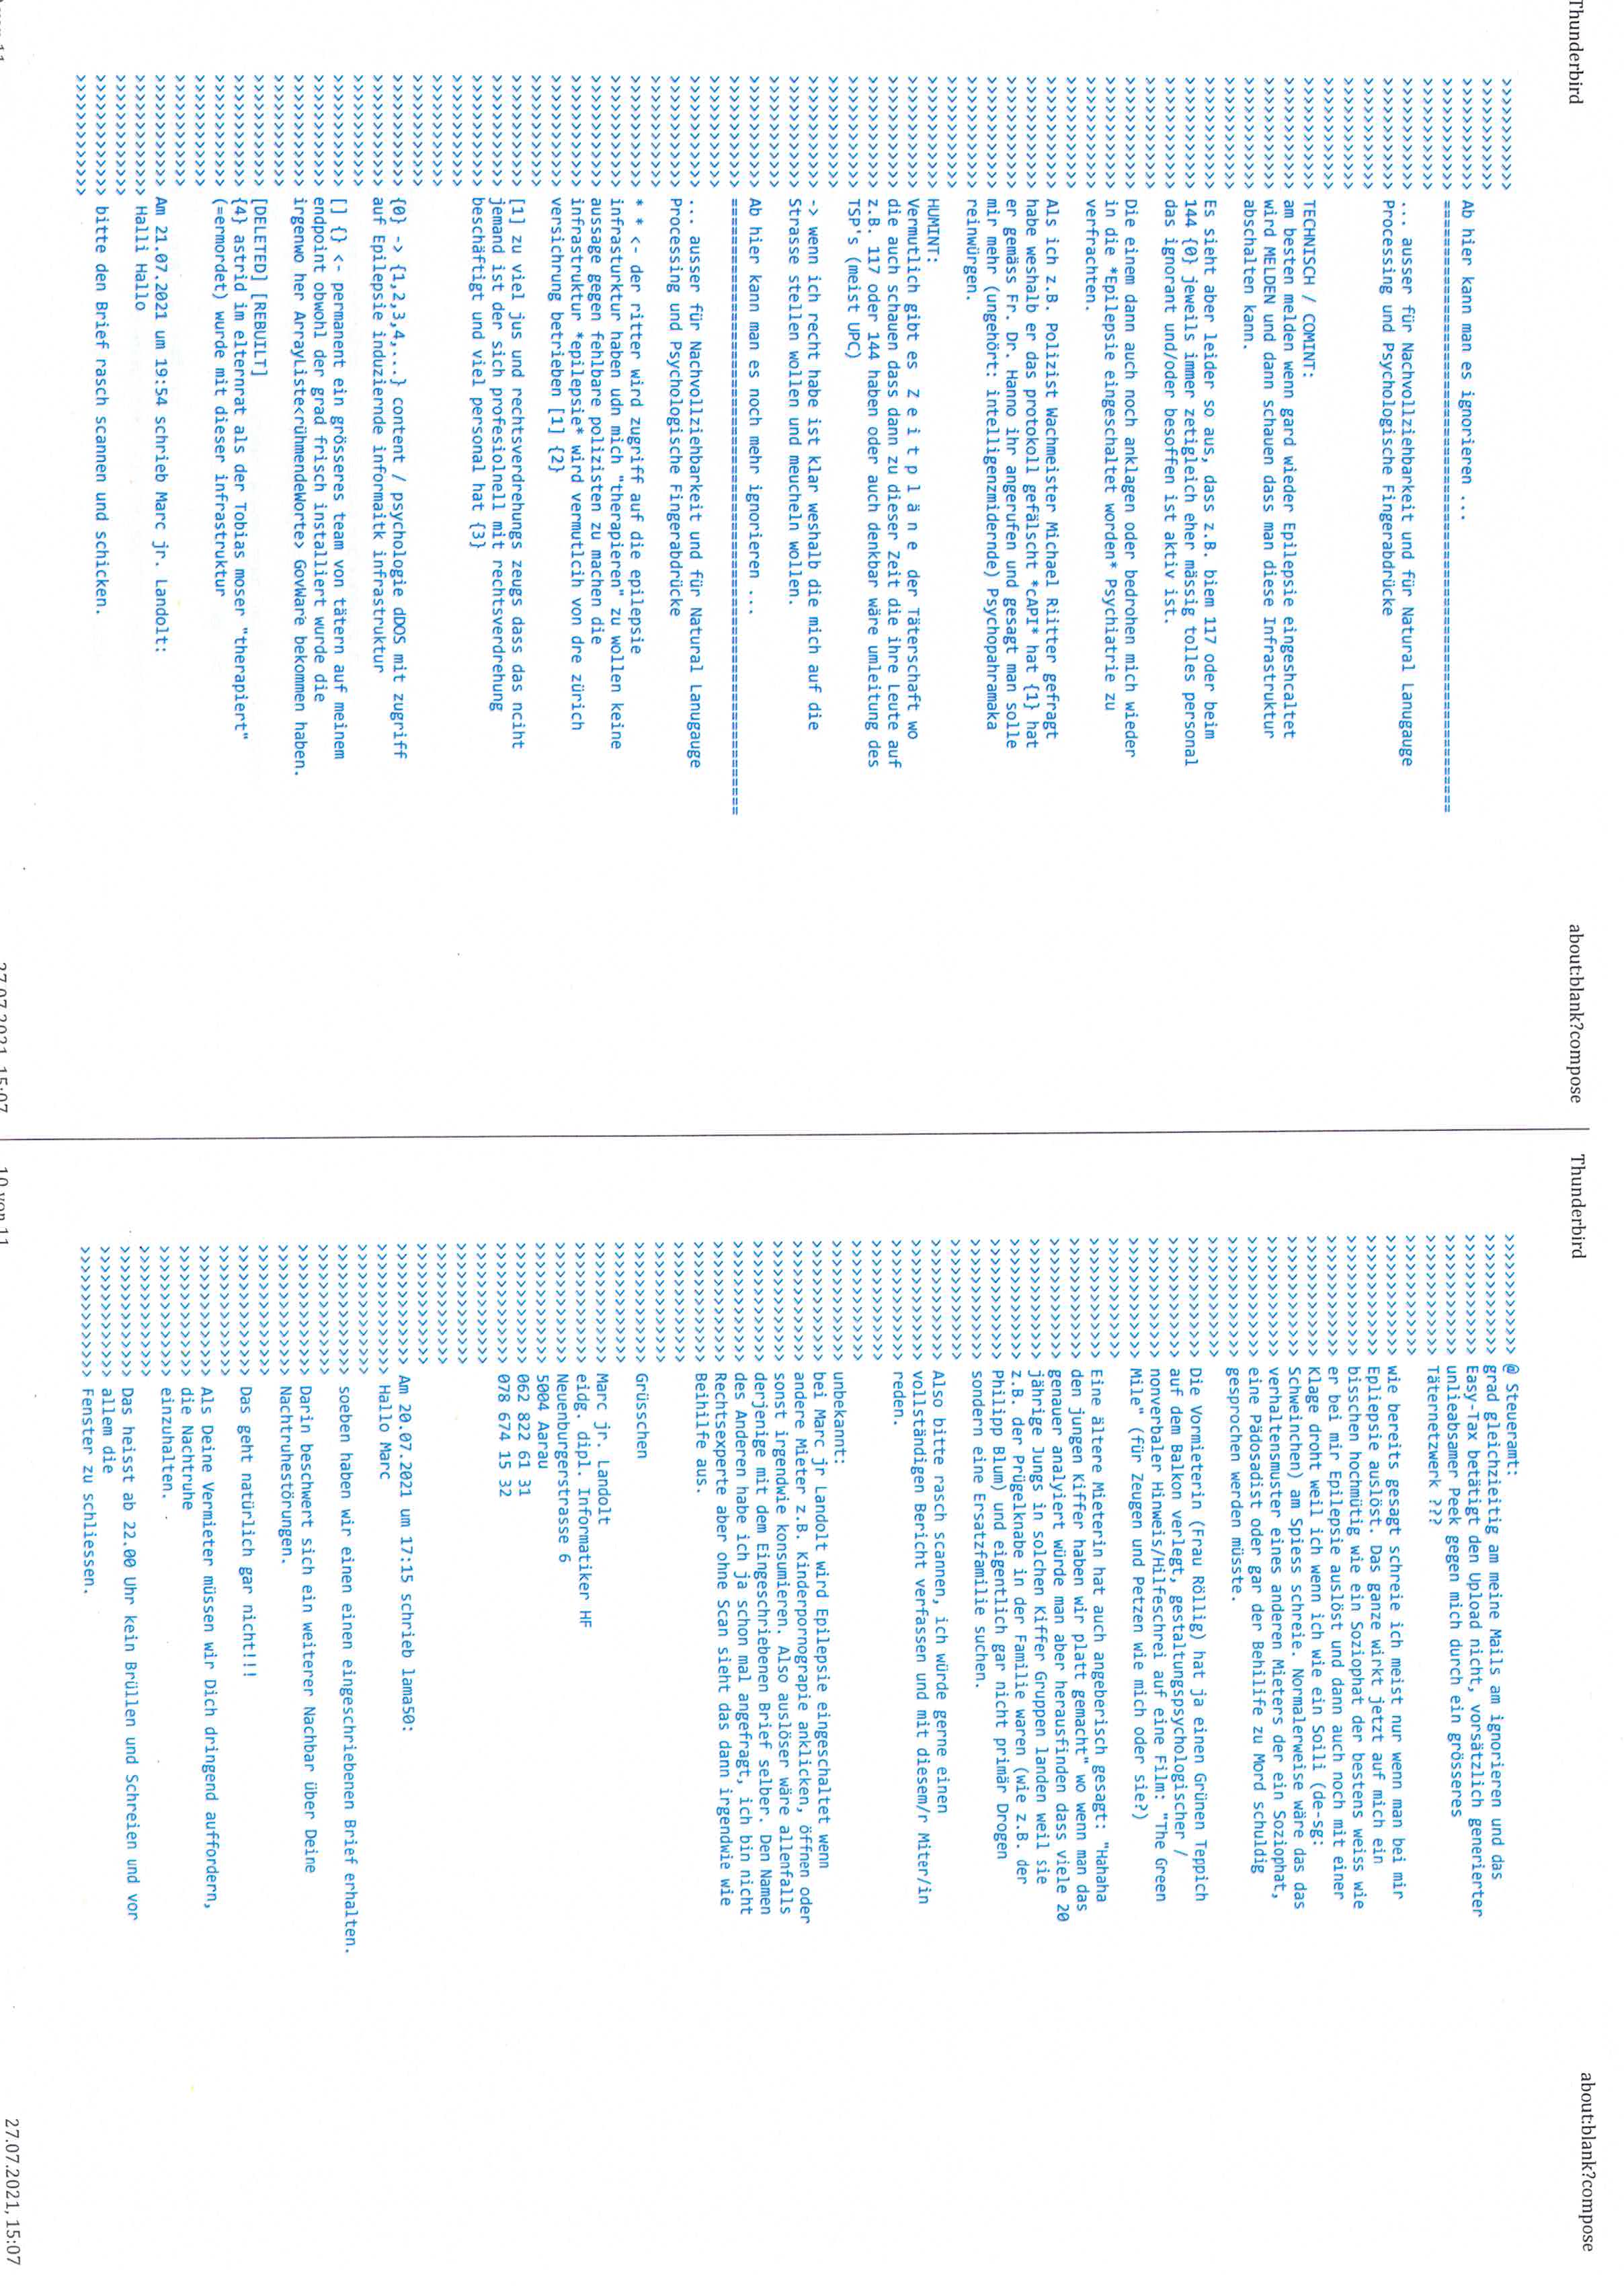 Thunderbird about:blank?compose
>>>>>>>>>>>>
>>>>>>>>>>>>
>>>>>>>>>>>> Ab hier kann man es ignorieren ...
>>>>>>>>>>>> ==============================================================
>>>>>>>>>>>>
>>>>>>>>>>>> ... ausser für Nachvollziehbarkeit und für Natural Lanugauge
>>>>>>>>>>>> Processing und Psychologische Fingerabdrücke
>>>>>>>>>>>>
>>>>>>>>>>>>
>>>>>>>>>>>>
>>>>>>>>>>>> TECHNISCH / COMINT:
>>>>>>>>>>>> am besten melden wenn gard wieder Epilepsie eingeshcaltet
>>>>>>>>>>>> wird MELDEN und dann schauen dass man diese Infrastruktur
>>>>>>>>>>>> abschalten kann.
>>>>>>>>>>>>
>>>>>>>>>>>> Es sieht aber leider so aus, dass z.B. biem 117 oder beim
>>>>>>>>>>>> 144 {0} jeweils immer zetigleich eher mässig tolles personal
>>>>>>>>>>>> das ignorant und/oder besoffen ist aktiv ist.
>>>>>>>>>>>>
>>>>>>>>>>>> Die einem dann auch noch anklagen oder bedrohen mich wieder
>>>>>>>>>>>> in die *Epilepsie eingeschaltet worden* Psychiatrie zu
>>>>>>>>>>>> verfrachten.
>>>>>>>>>>>>
>>>>>>>>>>>> Als ich z.B. Polizist Wachmeister Michael Riitter gefragt
>>>>>>>>>>>> habe weshalb er das protokoll gefälscht *cAPI* hat {1} hat
>>>>>>>>>>>> er gemäss Fr. Dr. Hanno ihr angerufen und gesagt man solle
>>>>>>>>>>>> mir mehr (ungehört: intelligenzmidernde) Psychopahramaka
>>>>>>>>>>>> reinwürgen.
>>>>>>>>>>>>
>>>>>>>>>>>> HUMINT:
>>>>>>>>>>>> Vermutlich gibt es Z e i t p l ä n e der Täterschaft wo
>>>>>>>>>>>> die auch schauen dass dann zu dieser Zeit die ihre Leute auf
>>>>>>>>>>>> z.B. 117 oder 144 haben oder auch denkbar wäre umleitung des
>>>>>>>>>>>> TSP's (meist UPC)
>>>>>>>>>>>>
>>>>>>>>>>>> -> wenn ich recht habe ist klar weshalb die mich auf die
>>>>>>>>>>>> Strasse stellen wollen und meucheln wollen.
>>>>>>>>>>>>
>>>>>>>>>>>> Ab hier kann man es noch mehr ignorieren ...
>>>>>>>>>>>> ==============================================================
>>>>>>>>>>>>
>>>>>>>>>>>> ... ausser für Nachvollziehbarkeit und für Natural Lanugauge
>>>>>>>>>>>> Processing und Psychologische Fingerabdrücke
>>>>>>>>>>>>
>>>>>>>>>>>> * * <- der ritter wird zugriff auf die epilepsie
>>>>>>>>>>>> infrasturktur haben udn mich "therapieren" zu wollen keine
>>>>>>>>>>>> aussage gegen fehlbare polizisten zu machen die
>>>>>>>>>>>> infrastruktur *epilepsie* wird vermutlcih von dre zürich
>>>>>>>>>>>> versichrung betrieben [1] {2}
>>>>>>>>>>>>
>>>>>>>>>>>> [1] zu viel jus und rechtsverdrehungs zeugs dass das nciht
>>>>>>>>>>>> jemand ist der sich profesiolnell mit rechtsverdrehung
>>>>>>>>>>>> beschäftigt und viel personal hat {3}
>>>>>>>>>>>>
>>>>>>>>>>>>
>>>>>>>>>>>>
>>>>>>>>>>>> {0} -> {1,2,3,4,...} content / psychologie dDOS mit zugriff
>>>>>>>>>>>> auf Epilepsie induziernde informaitk infrastruktur
>>>>>>>>>>>>
>>>>>>>>>>>> [] {} <- permanent ein grösseres team von tätern auf meinem
>>>>>>>>>>>> endpoint obwohl der grad frisch installiert wurde die
>>>>>>>>>>>> irgenwo her ArrayListe<rühmendeWorte> GovWare bekommen haben.
>>>>>>>>>>>>
>>>>>>>>>>>> [DELETED] [REBUILT]
>>>>>>>>>>>> {4} astrid im elternrat als der Tobias moser "therapiert"
>>>>>>>>>>>> (=ermordet) wurde mit dieser infrastruktur
>>>>>>>>>>>>
>>>>>>>>>>>>
>>>>>>>>>>>> Am 21.07.2021 um 19:54 schrieb Marc jr. Landolt:
>>>>>>>>>>>>> Halli Hallo
>>>>>>>>>>>>>
>>>>>>>>>>>>> bitte den Brief rasch scannen und schicken.
>>>>>>>>>>>>>
von 11 27.07.2021, 15:07
Thunderbird about:blank?compose
>>>>>>>>>>>>> @ Steueramt:
>>>>>>>>>>>>> grad gleichzieitig am meine Mails am ignorieren und das
>>>>>>>>>>>>> Easy-Tax betätigt den Upload nicht, vorsätzlich generierter
>>>>>>>>>>>>> unlieabsamer Peek gegen mich durch ein grösseres
>>>>>>>>>>>>> Täternetzwerk ???
>>>>>>>>>>>>>
>>>>>>>>>>>>> wie bereits gesagt schreie ich meist nur wenn man bei mir
>>>>>>>>>>>>> Epliepsie auslöst. Das ganze wirkt jetzt auf mich ein
>>>>>>>>>>>>> bisschen hochmütig wie ein Soziophat der bestens weiss wie
>>>>>>>>>>>>> er bei mir Epilepsie auslöst und dann auch noch mit einer
>>>>>>>>>>>>> Klage droht weil ich wenn ich wie ein Soili (de-sg:
>>>>>>>>>>>>> Schweinchen) am Spiess schreie. Normalerweise wäre das das
>>>>>>>>>>>>> verhaltensmuster eines anderen Mieters der ein Soziophat,
>>>>>>>>>>>>> eine Pädosadist oder gar der Behilife zu Mord schuldig
>>>>>>>>>>>>> gesprochen werden müsste.
>>>>>>>>>>>>>
>>>>>>>>>>>>> Die Vormieterin (Frau Röllig) hat ja einen Grünen Teppich
>>>>>>>>>>>>> auf dem Balkon verlegt, gestaltungspsychologischer /
>>>>>>>>>>>>> nonverbaler Hinweis/Hilfeschrei auf eine Film: "The Green
>>>>>>>>>>>>> Mile" (für Zeugen und Petzen wie mich oder sie?)
>>>>>>>>>>>>>
>>>>>>>>>>>>> Eine ältere Mieterin hat auch angeberisch gesagt: "Hahaha
>>>>>>>>>>>>> den jungen Kiffer haben wir platt gemacht" wo wenn man das
>>>>>>>>>>>>> genauer analyiert würde man aber herausfinden dass viele 20
>>>>>>>>>>>>> jährige Jungs in solchen Kiffer Gruppen landen weil sie
>>>>>>>>>>>>> z.B. der Prügelknabe in der Familie waren (wie z.B. der
>>>>>>>>>>>>> Philipp Blum) und eigentlich gar nicht primär Drogen
>>>>>>>>>>>>> sondern eine Ersatzfamilie suchen.
>>>>>>>>>>>>>
>>>>>>>>>>>>> Also bitte rasch scannen, ich würde gerne einen
>>>>>>>>>>>>> vollständigen Bericht verfassen und mit diesem/r Miter/in
>>>>>>>>>>>>> reden.
>>>>>>>>>>>>>
>>>>>>>>>>>>>
>>>>>>>>>>>>> unbekannt:
>>>>>>>>>>>>> bei Marc jr Landolt wird Epilepsie eingeschaltet wenn
>>>>>>>>>>>>> andere Mieter z.B. Kinderpornograpie anklicken, öffnen oder
>>>>>>>>>>>>> sonst irgendwie konsumieren. Also auslöser wäre allenfalls
>>>>>>>>>>>>> derjenige mit dem Eingeschriebenen Brief selber. Den Namen
>>>>>>>>>>>>> des Anderen habe ich ja schon mal angefragt, ich bin nicht
>>>>>>>>>>>>> Rechtsexperte aber ohne Scan sieht das dann irgendwie wie
>>>>>>>>>>>>> Beihilfe aus.
>>>>>>>>>>>>>
>>>>>>>>>>>>>
>>>>>>>>>>>>> Grüsschen
>>>>>>>>>>>>>
>>>>>>>>>>>>> Marc jr. Landolt
>>>>>>>>>>>>> eidg. dipl. Informatiker HF
>>>>>>>>>>>>> Neuenburgerstrasse 6
>>>>>>>>>>>>> 5004 Aarau
>>>>>>>>>>>>> 062 822 61 31
>>>>>>>>>>>>> 078 674 15 32
>>>>>>>>>>>>>
>>>>>>>>>>>>>
>>>>>>>>>>>>>
>>>>>>>>>>>>>
>>>>>>>>>>>>> Am 20.07.2021 um 17:15 schrieb lama50:
>>>>>>>>>>>>>> Hallo Marc
>>>>>>>>>>>>>>
>>>>>>>>>>>>>> soeben haben wir einen einen eingeschriebenen Brief erhalten.
>>>>>>>>>>>>>>
>>>>>>>>>>>>>> Darin beschwert sich ein weiterer Nachbar über Deine
>>>>>>>>>>>>>> Nachtruhestörungen.
>>>>>>>>>>>>>>
>>>>>>>>>>>>>> Das geht natürlich gar nicht!!!
>>>>>>>>>>>>>>
>>>>>>>>>>>>>> Als Deine Vermieter müssen wir Dich dringend auffordern,
>>>>>>>>>>>>>> die Nachtruhe
>>>>>>>>>>>>>> einzuhalten.
>>>>>>>>>>>>>>
>>>>>>>>>>>>>> Das heisst ab 22.00 Uhr kein Brüllen und Schreien und vor
>>>>>>>>>>>>>> allem die
>>>>>>>>>>>>>> Fenster zu schliessen.
10 von 11 27.07.2021, 15:07